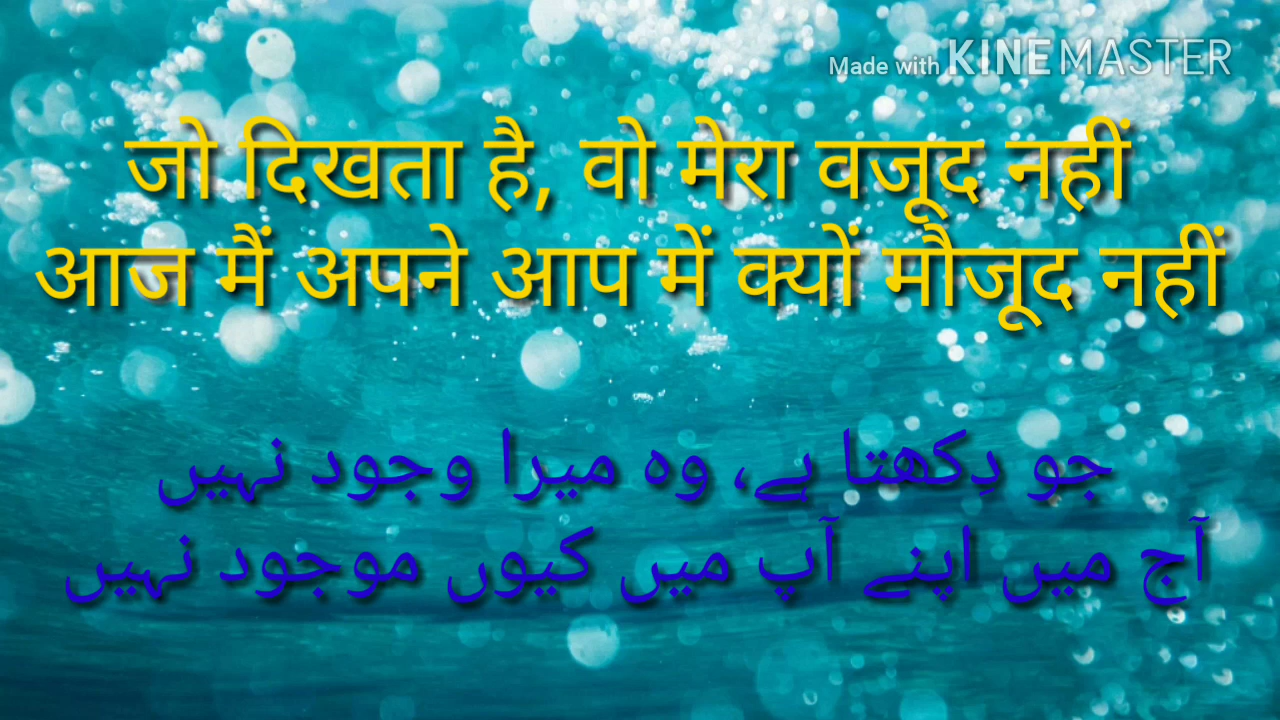 Made with KINEMASTER
जो दिखता है, वो मेरा वजूद नहीं
आज मैं अपने आप में क्यों मौजूद नहीं
جو دِکھتا ہے، وہ میرا وجود نہیں
آج میں اپنے آپ میں کیوں موجود نہیں